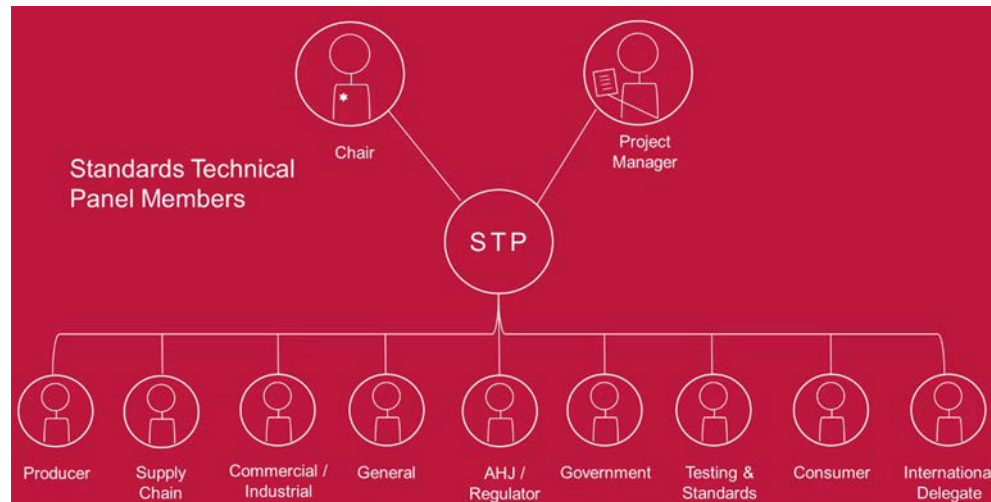 Chair
Project
Manager
Standards Technical
Panel Members
STP
Producer
Supply
Chain
Commercial /
Industrial
General
AHJ /
Regulator
Government
Testing &
Standards
Consumer
International
Delegate